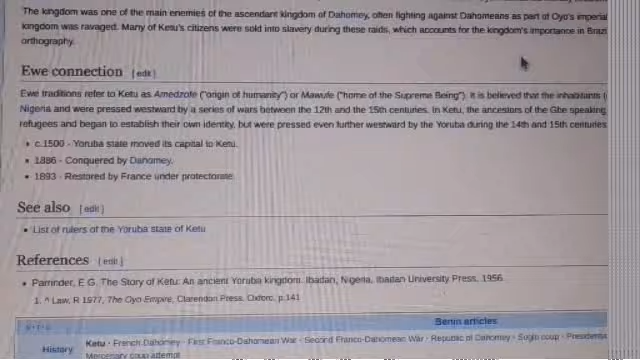 The kingdom was one of the main enemies of the ascendant kingdom of Dahomey, often fighting against Dahomeans as part of Oyo's imperial
kingdom was ravaged. Many of Ketu's citizens were sold into slavery during these raids, which accounts for the kingdom's importance in Brazi
orthography.
Ewe connection [edit]
Ewe traditions refer to Ketu as Amedzofe ("origin of humanity") or Mawufe ("home of the Supreme Being"). It is believed that the inhabitants
Nigeria and were pressed westward by a series of wars between the 12th and the 15th centuries. In Ketu, the ancestors of the Gbe speaking
refugees and began to establish their own identity, but were pressed even further westward by the Yoruba during the 14th and 15th centuries
• c.1500 - Yoruba state moved its capital to Ketu.
• 1886 - Conquered by Dahomey.
• 1893 - Restored by France under protectorate
See also [edit]
• List of rulers of the Yoruba state of Ketu
References [edit]
• Parrinder, E G. The Story of Ketu: An ancient Yoruba kingdom. Ibadan, Nigeria, Ibadan University Press, 1956
1. ^ Law, R 1977, The Oyo Empire, Clarendon Press. Oxford, p.141
v · t · e Benin articles
Ketu · French Dahomey · First Franco-Dahomean War · Second Franco-Dahomean War · Republic of Dahomey · Sugln coup ·
History
Mercenary coup attempt